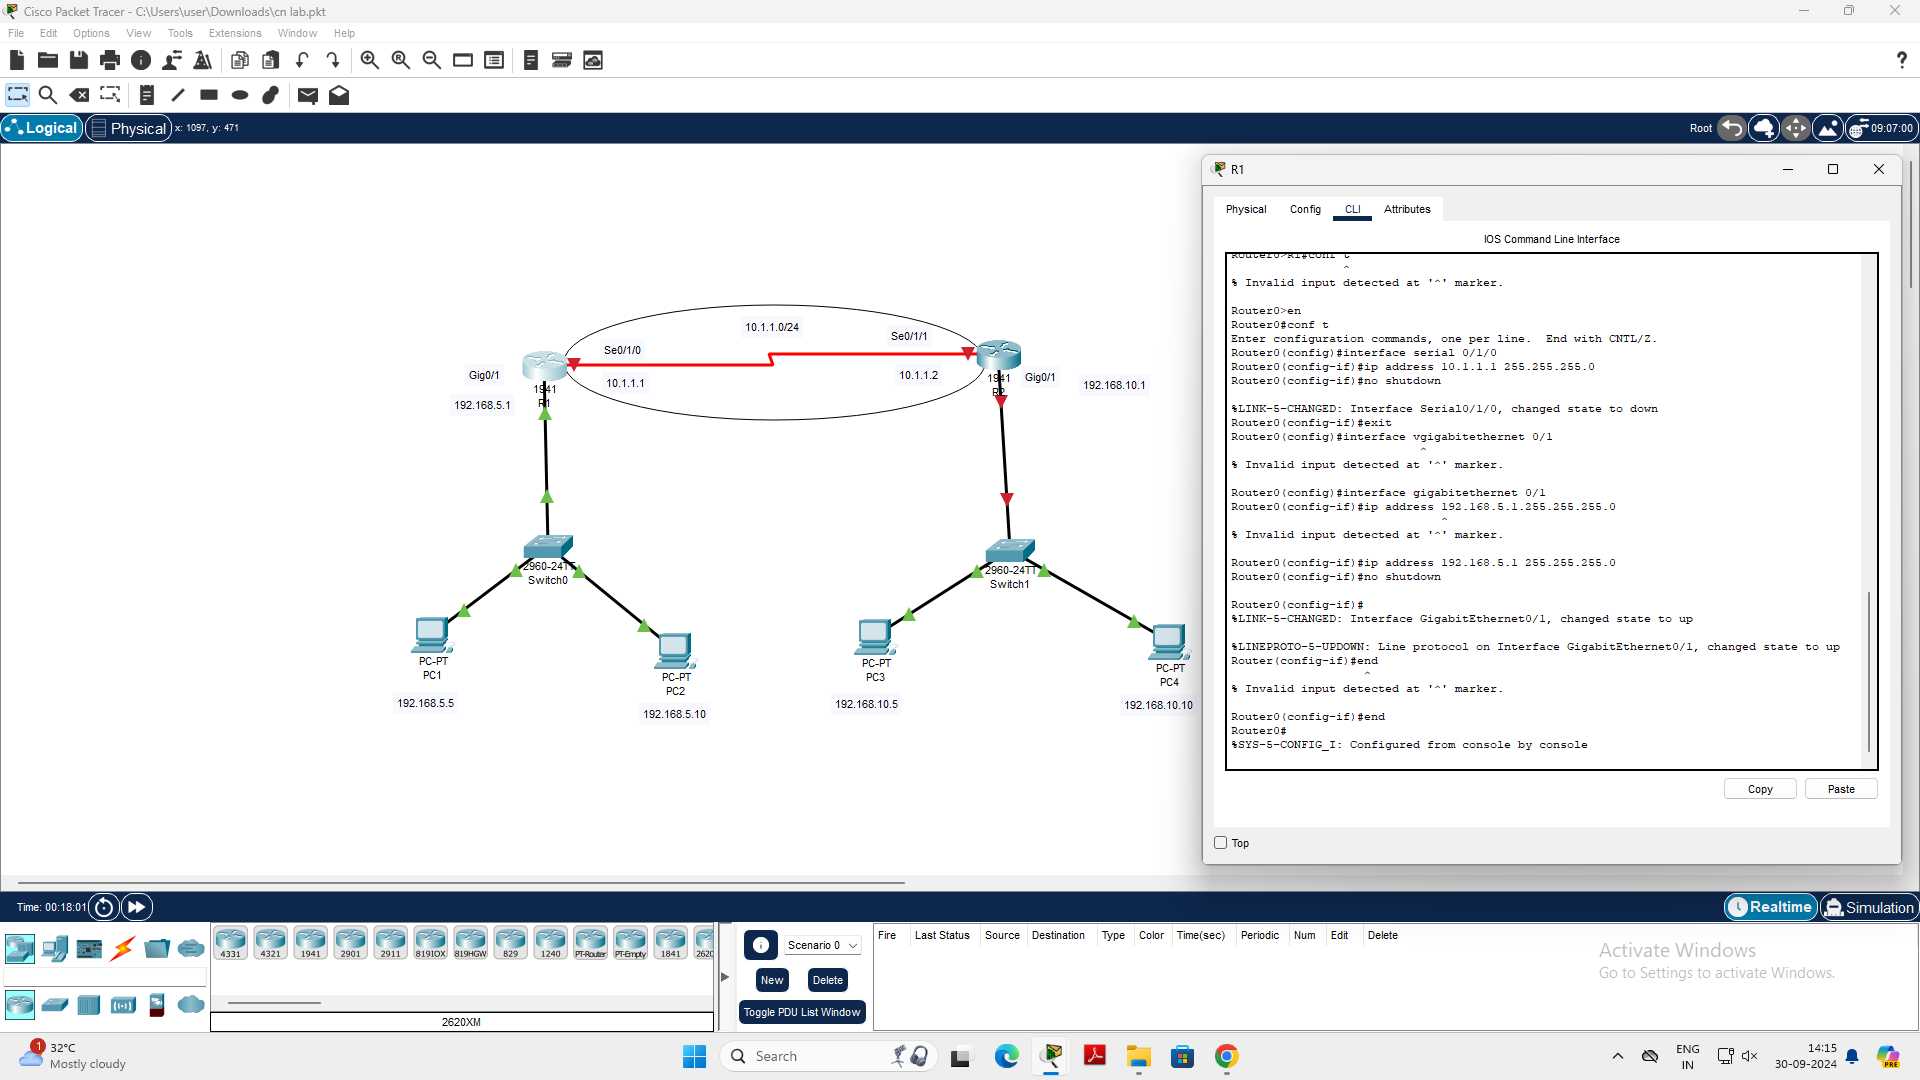 Cisco Packet Tracer - C:\Users\user\Downloads\cn lab.pkt
File Edit Options View Tools Extensions Window Help
Logical Physical x: 1097, y: 471
Root 09:07:00
10.1.1.0/24
Se0/1/0
Se0/1/1
Gig0/1
1941
R1
10.1.1.1
10.1.1.2
1941
R2
Gig0/1
192.168.10.1
192.168.5.1
2960-24TT
Switch0
2960-24TT
Switch1
PC-PT
PC1
192.168.5.5
PC-PT
PC2
192.168.5.10
PC-PT
PC3
192.168.10.5
PC-PT
PC4
192.168.10.10
R1
Physical Config CLI Attributes
IOS Command Line Interface
Router0>R1#conf t
^
% Invalid input detected at '^' marker.
Router0>en
Router0#conf t
Enter configuration commands, one per line. End with CNTL/Z.
Router0(config)#interface serial 0/1/0
Router0(config-if)#ip address 10.1.1.1 255.255.255.0
Router0(config-if)#no shutdown
%LINK-5-CHANGED: Interface Serial0/1/0, changed state to down
Router0(config-if)#exit
Router0(config)#interface vgigabitethernet 0/1
^
% Invalid input detected at '^' marker.
Router0(config)#interface gigabitethernet 0/1
Router0(config-if)#ip address 192.168.5.1.255.255.255.0
^
% Invalid input detected at '^' marker.
Router0(config-if)#ip address 192.168.5.1 255.255.255.0
Router0(config-if)#no shutdown
Router0(config-if)#
%LINK-5-CHANGED: Interface GigabitEthernet0/1, changed state to up
%LINEPROTO-5-UPDOWN: Line protocol on Interface GigabitEthernet0/1, changed state to up
Router(config-if)#end
^
% Invalid input detected at '^' marker.
Router0(config-if)#end
Router0#
%SYS-5-CONFIG_I: Configured from console by console
Copy Paste
Top
Time: 00:18:01
Realtime Simulation
4331 4321 1941 2901 2911 819IOX 819HGW 829 1240 PT-Router PT-Empty 1841 2620
2620XM
Scenario 0
New Delete
Toggle PDU List Window
Fire Last Status Source Destination Type Color Time(sec) Periodic Num Edit Delete
Activate Windows
Go to Settings to activate Windows.
1
32°C
Mostly cloudy
Search
ENG
IN
14:15
30-09-2024
PRE